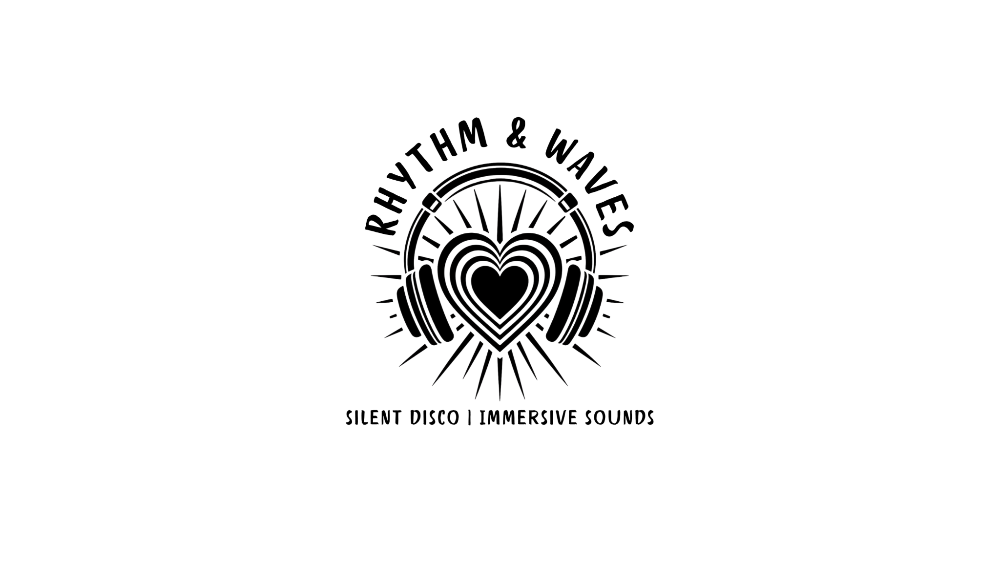 RHYTHM & WAVES
SILENT DISCO | IMMERSIVE SOUNDS